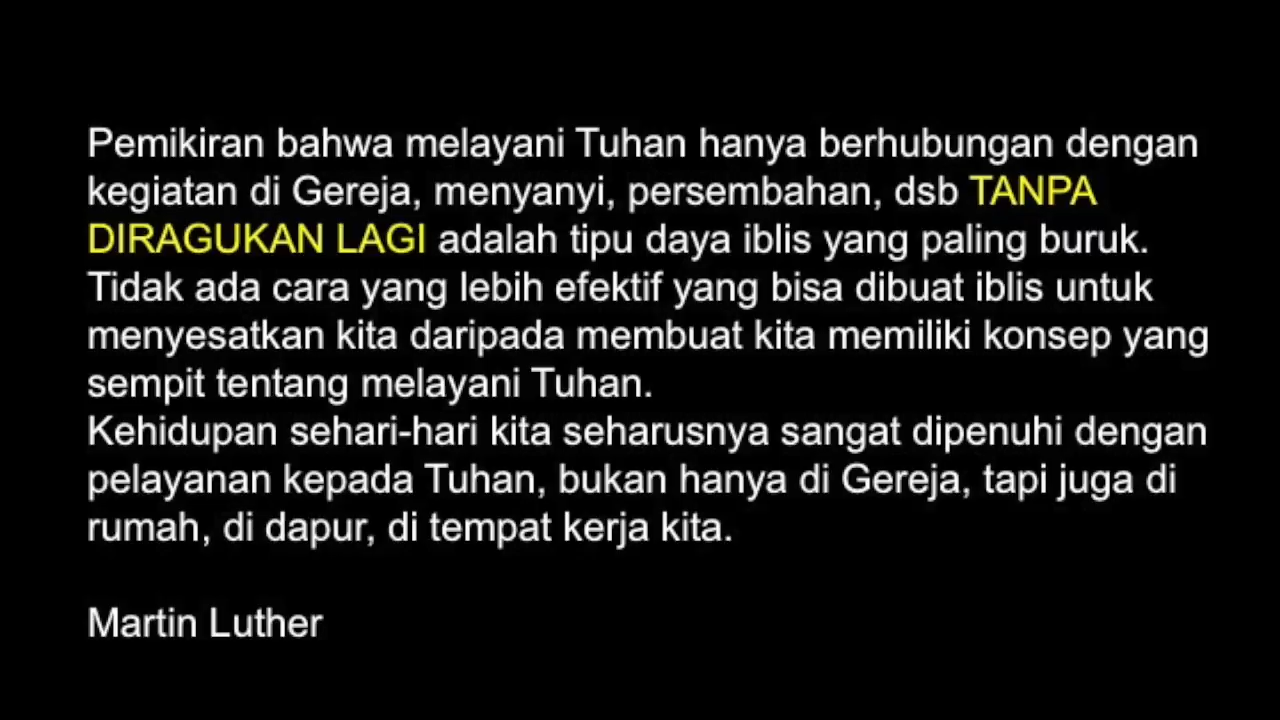 Pemikiran bahwa melayani Tuhan hanya berhubungan dengan
kegiatan di Gereja, menyanyi, persembahan, dsb TANPA
DIRAGUKAN LAGI adalah tipu daya iblis yang paling buruk.
Tidak ada cara yang lebih efektif yang bisa dibuat iblis untuk
menyesatkan kita daripada membuat kita memiliki konsep yang
sempit tentang melayani Tuhan.
Kehidupan sehari-hari kita seharusnya sangat dipenuhi dengan
pelayanan kepada Tuhan, bukan hanya di Gereja, tapi juga di
rumah, di dapur, di tempat kerja kita.
Martin Luther